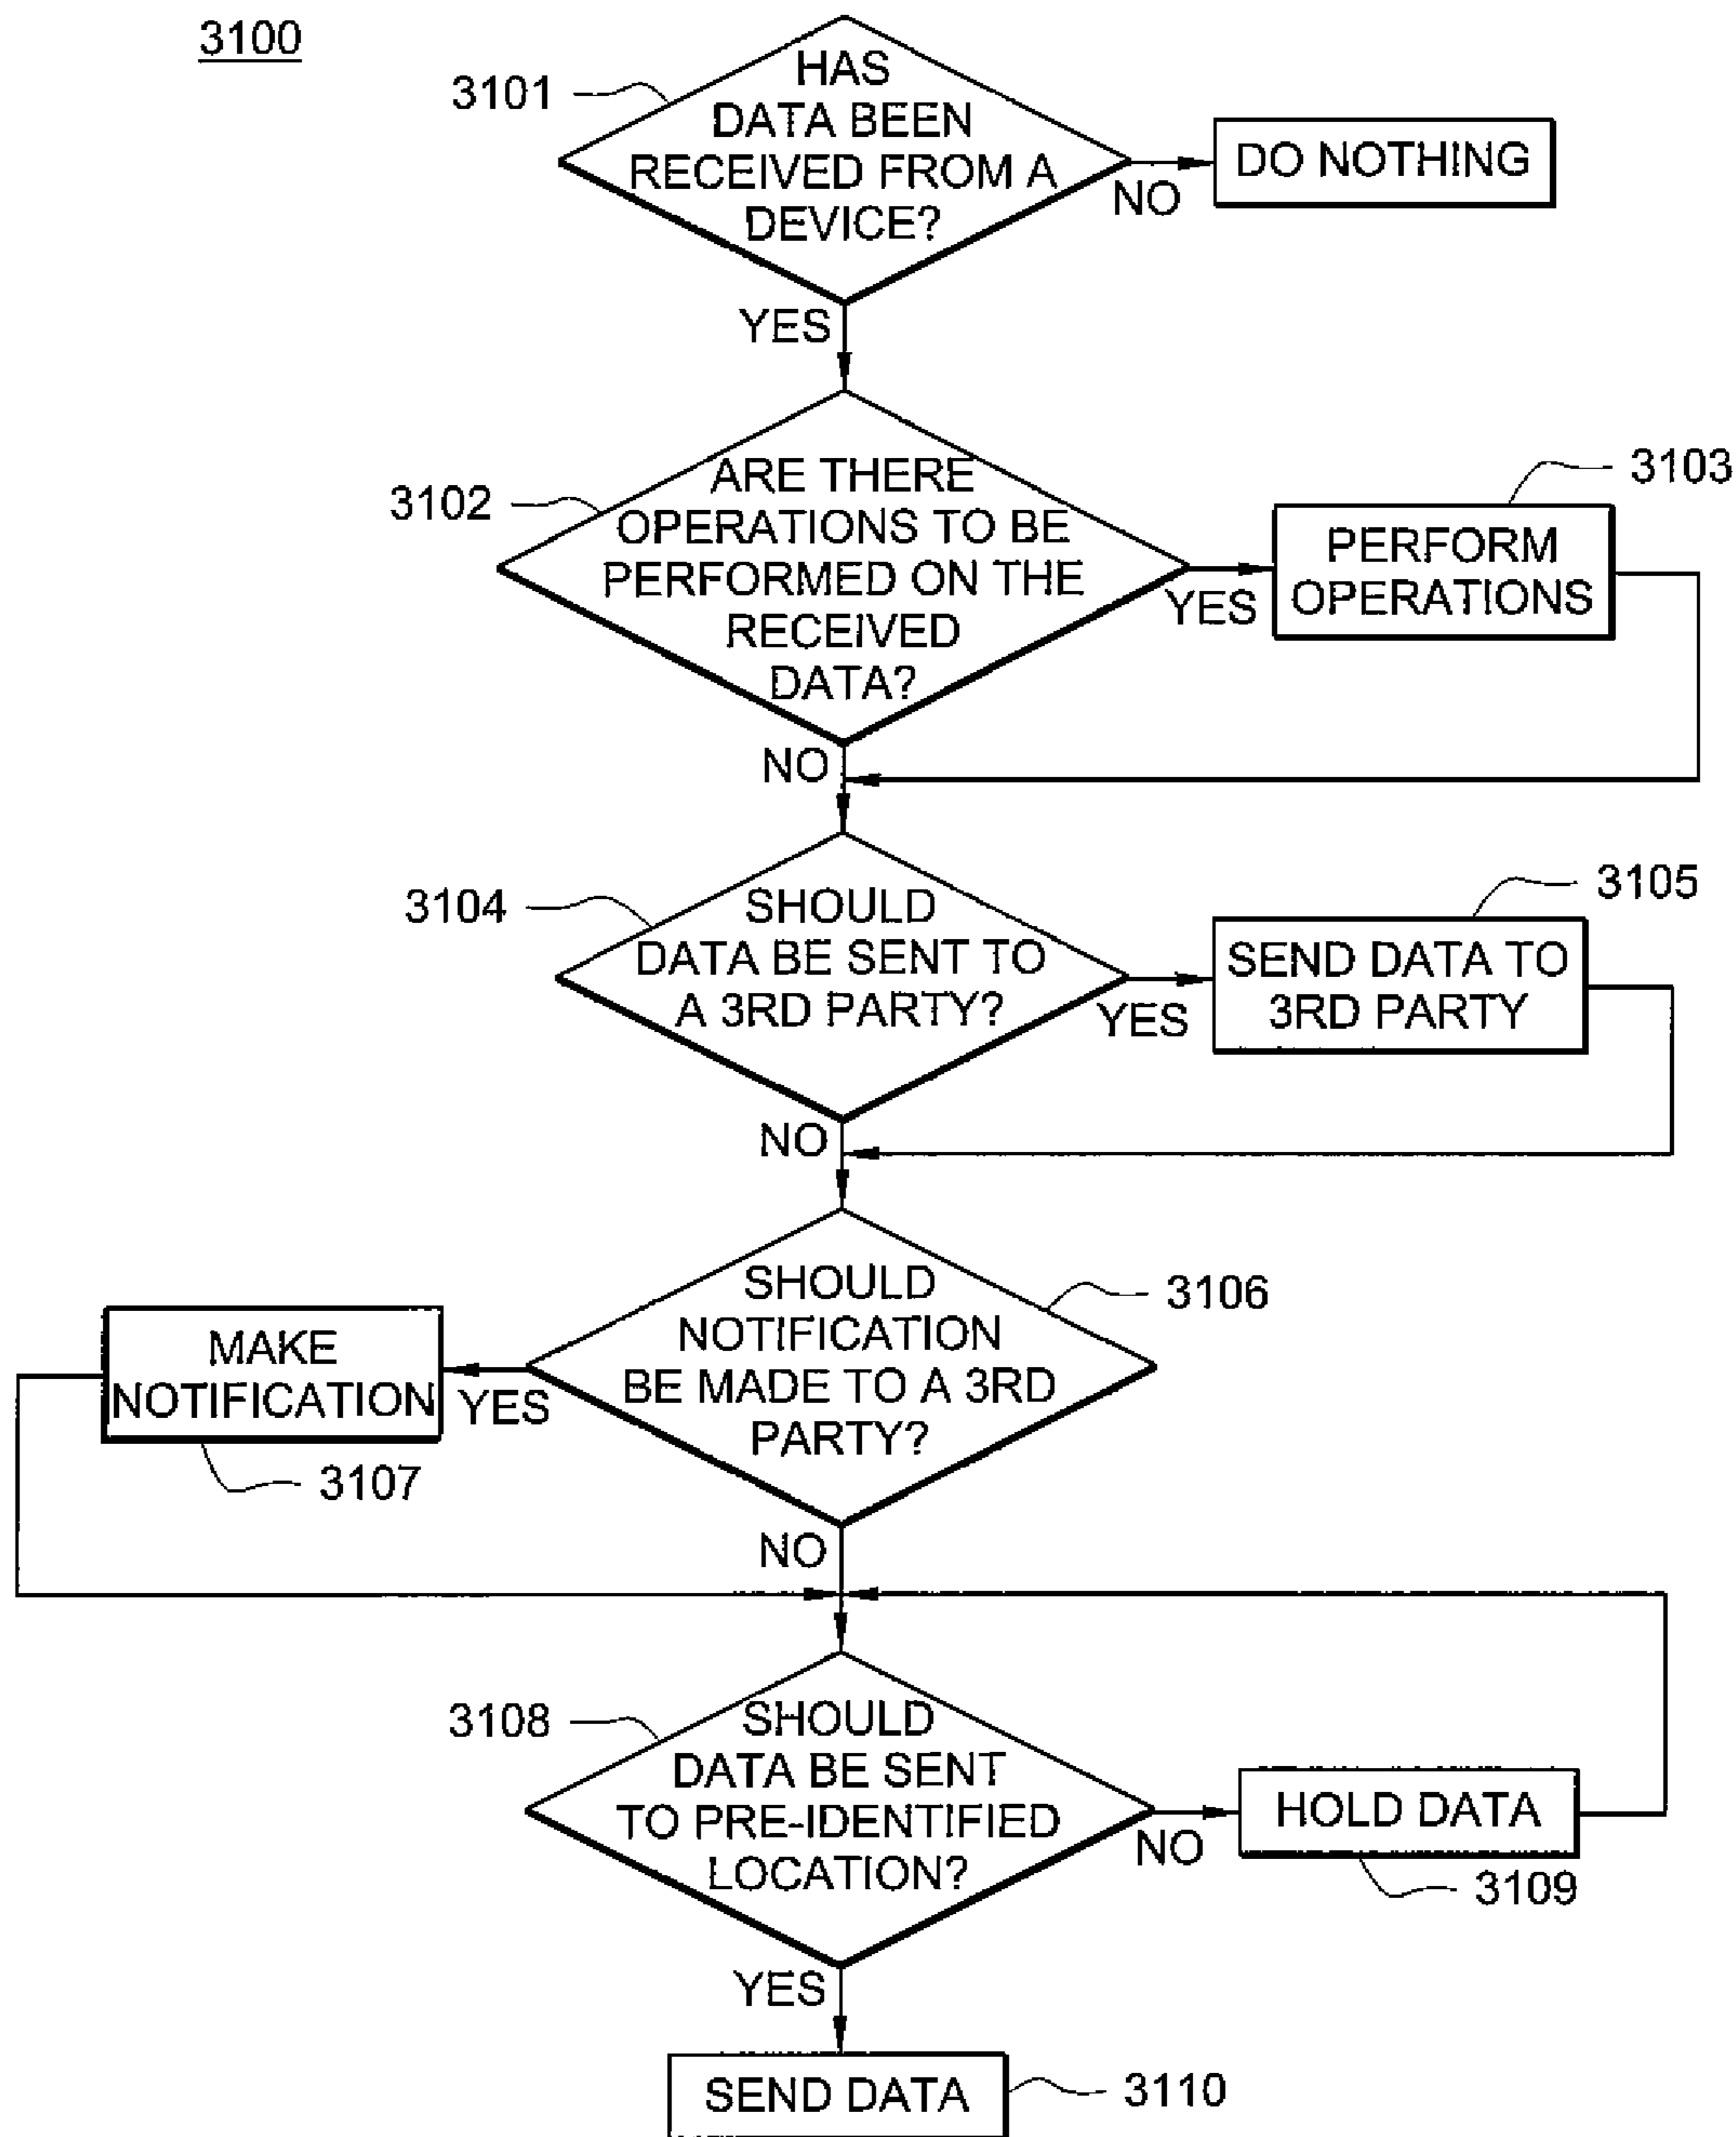 3100
3101
HAS
DATA BEEN
RECEIVED FROM A
DEVICE?
NO
DO NOTHING
YES
3102
ARE THERE
OPERATIONS TO BE
PERFORMED ON THE
RECEIVED
DATA?
YES
3103
PERFORM
OPERATIONS
NO
3104
SHOULD
DATA BE SENT TO
A 3RD PARTY?
YES
3105
SEND DATA TO
3RD PARTY
NO
3106
SHOULD
NOTIFICATION
BE MADE TO A 3RD
PARTY?
YES
MAKE
NOTIFICATION
3107
NO
3108
SHOULD
DATA BE SENT
TO PRE-IDENTIFIED
LOCATION?
NO
HOLD DATA
3109
YES
SEND DATA
3110